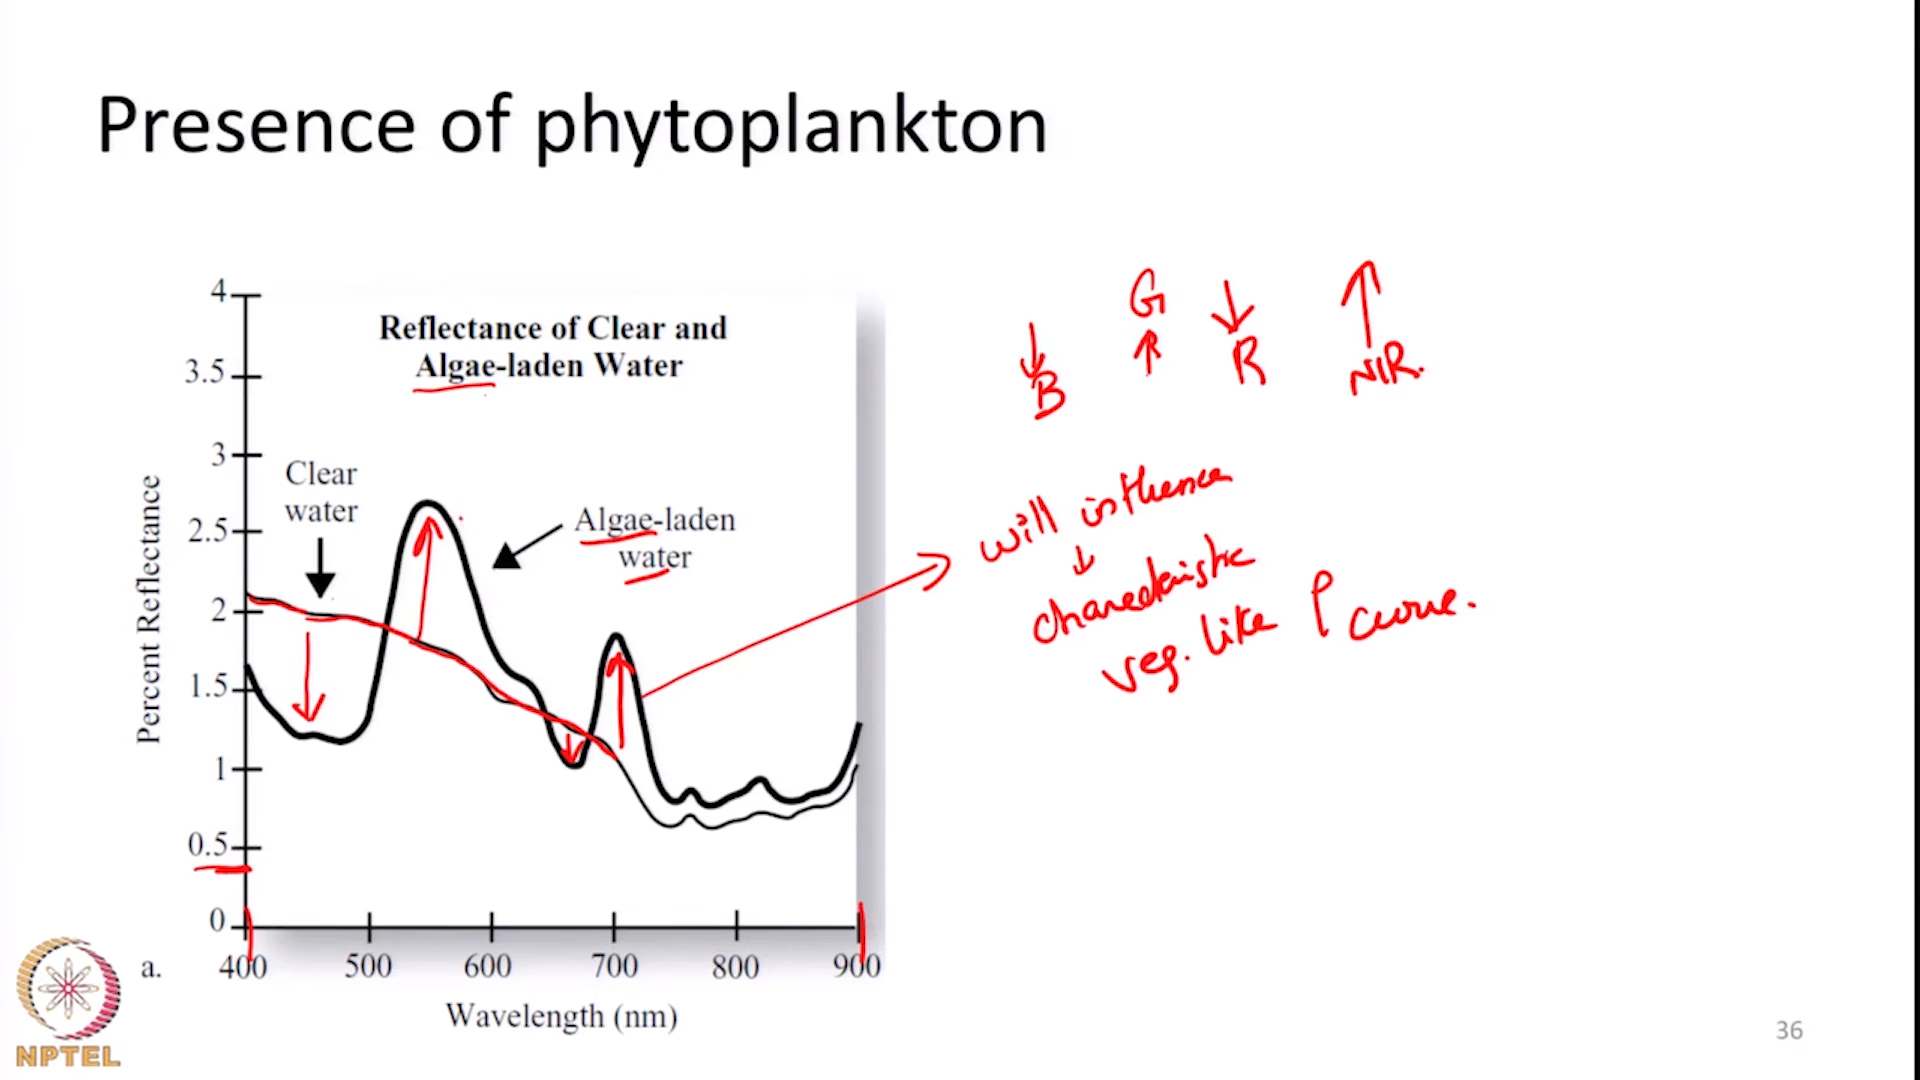 Presence of phytoplankton
Reflectance of Clear and
Algae-laden Water
Percent Reflectance
4
3.5
3
2.5
2
1.5
1
0.5
0
Clear
water
Algae-laden
water
400 500 600 700 800 900
Wavelength (nm)
a.
B G R NIR.
will influence
characteristic
veg. like ρ curve.
NPTEL
36